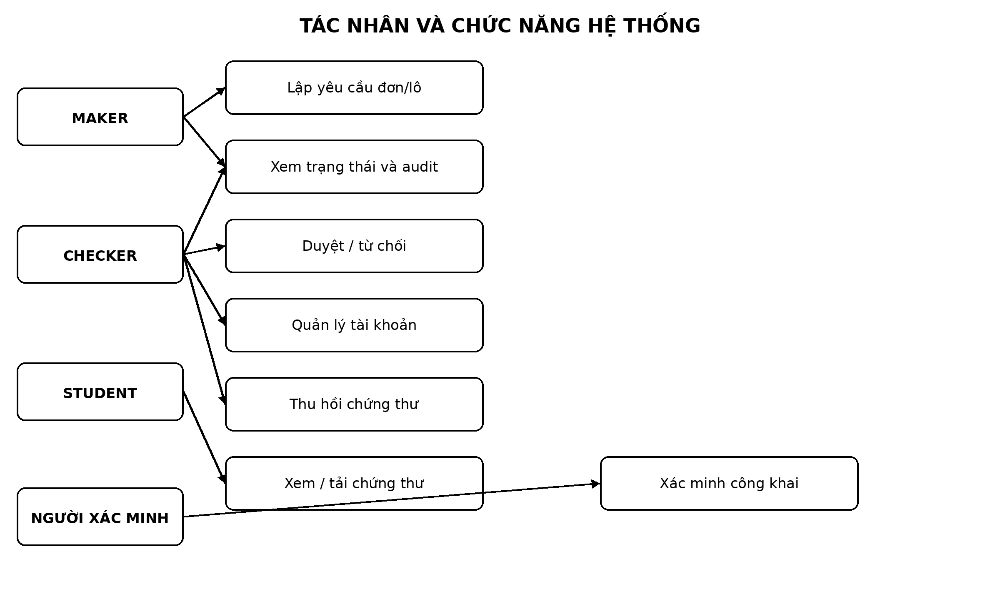 TÁC NHÂN VÀ CHỨC NĂNG HỆ THỐNG
MAKER
Lập yêu cầu đơn/lô
Xem trạng thái và audit
CHECKER
Duyệt / từ chối
Quản lý tài khoản
Thu hồi chứng thư
STUDENT
Xem / tải chứng thư
NGƯỜI XÁC MINH
Xác minh công khai